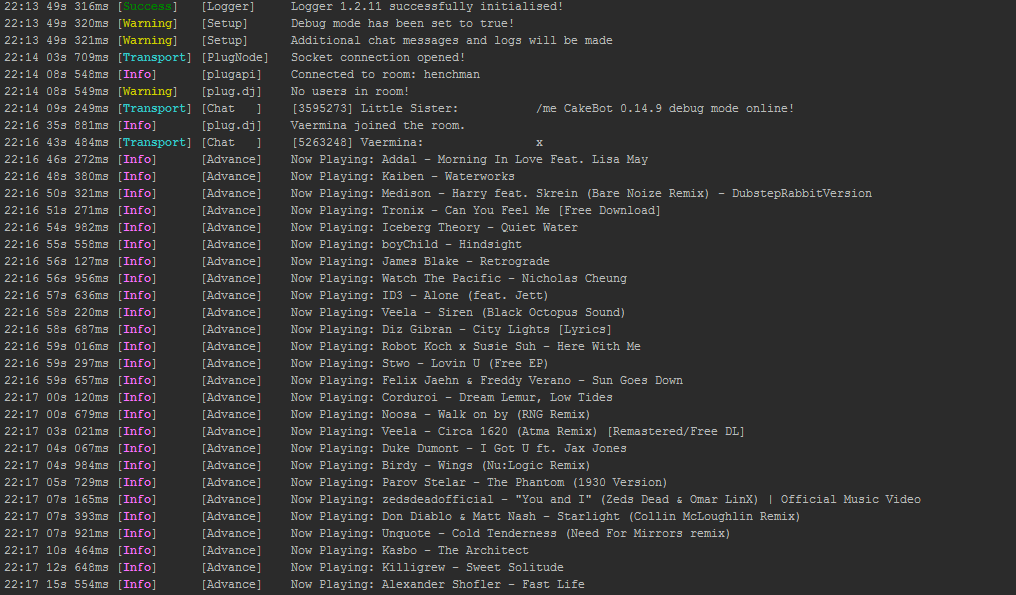 22:13 49s 316ms [Success] [Logger] Logger 1.2.11 successfully initialised!
22:13 49s 320ms [Warning] [Setup] Debug mode has been set to true!
22:13 49s 321ms [Warning] [Setup] Additional chat messages and logs will be made
22:14 03s 709ms [Transport] [PlugNode] Socket connection opened!
22:14 08s 548ms [Info] [plugapi] Connected to room: henchman
22:14 08s 549ms [Warning] [plug.dj] No users in room!
22:14 09s 249ms [Transport] [Chat ] [3595273] Little Sister: /me CakeBot 0.14.9 debug mode online!
22:16 35s 881ms [Info] [plug.dj] Vaermina joined the room.
22:16 43s 484ms [Transport] [Chat ] [5263248] Vaermina: x
22:16 46s 272ms [Info] [Advance] Now Playing: Addal - Morning In Love Feat. Lisa May
22:16 48s 380ms [Info] [Advance] Now Playing: Kaiben - Waterworks
22:16 50s 321ms [Info] [Advance] Now Playing: Medison - Harry feat. Skrein (Bare Noize Remix) - DubstepRabbitVersion
22:16 51s 271ms [Info] [Advance] Now Playing: Tronix - Can You Feel Me [Free Download]
22:16 54s 982ms [Info] [Advance] Now Playing: Iceberg Theory - Quiet Water
22:16 55s 558ms [Info] [Advance] Now Playing: boyChild - Hindsight
22:16 56s 127ms [Info] [Advance] Now Playing: James Blake - Retrograde
22:16 56s 956ms [Info] [Advance] Now Playing: Watch The Pacific - Nicholas Cheung
22:16 57s 636ms [Info] [Advance] Now Playing: ID3 - Alone (feat. Jett)
22:16 58s 220ms [Info] [Advance] Now Playing: Veela - Siren (Black Octopus Sound)
22:16 58s 687ms [Info] [Advance] Now Playing: Diz Gibran - City Lights [Lyrics]
22:16 59s 016ms [Info] [Advance] Now Playing: Robot Koch x Susie Suh - Here With Me
22:16 59s 297ms [Info] [Advance] Now Playing: Stwo - Lovin U (Free EP)
22:16 59s 657ms [Info] [Advance] Now Playing: Felix Jaehn & Freddy Verano - Sun Goes Down
22:17 00s 120ms [Info] [Advance] Now Playing: Corduroi - Dream Lemur, Low Tides
22:17 00s 679ms [Info] [Advance] Now Playing: Noosa - Walk on by (RNG Remix)
22:17 03s 021ms [Info] [Advance] Now Playing: Veela - Circa 1620 (Atma Remix) [Remastered/Free DL]
22:17 04s 067ms [Info] [Advance] Now Playing: Duke Dumont - I Got U ft. Jax Jones
22:17 04s 984ms [Info] [Advance] Now Playing: Birdy - Wings (Nu:Logic Remix)
22:17 05s 729ms [Info] [Advance] Now Playing: Parov Stelar - The Phantom (1930 Version)
22:17 07s 165ms [Info] [Advance] Now Playing: zedsdeadofficial - "You and I" (Zeds Dead & Omar LinX) | Official Music Video
22:17 07s 393ms [Info] [Advance] Now Playing: Don Diablo & Matt Nash - Starlight (Collin McLoughlin Remix)
22:17 07s 921ms [Info] [Advance] Now Playing: Unquote - Cold Tenderness (Need For Mirrors remix)
22:17 10s 464ms [Info] [Advance] Now Playing: Kasbo - The Architect
22:17 12s 648ms [Info] [Advance] Now Playing: Killigrew - Sweet Solitude
22:17 15s 554ms [Info] [Advance] Now Playing: Alexander Shofler - Fast Life